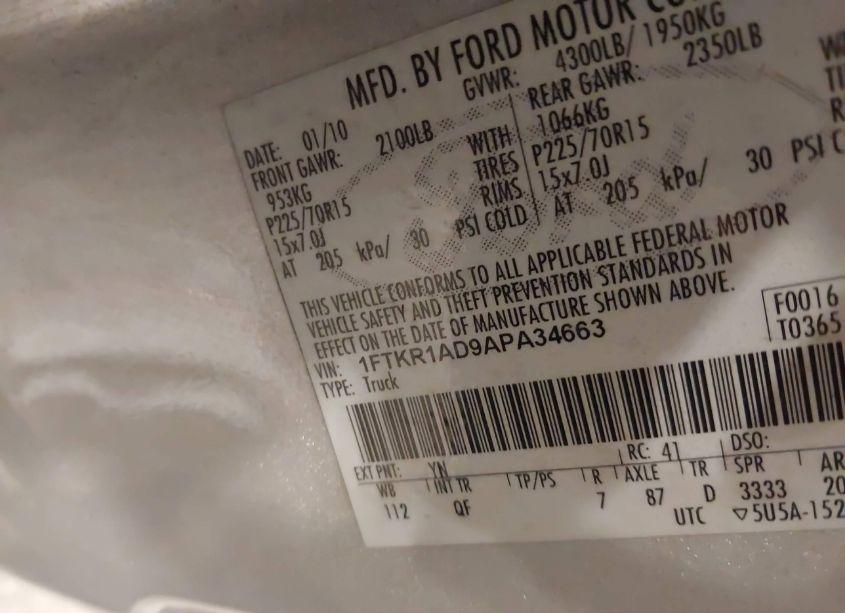 MFD. BY FORD MOTOR
DATE: 01/10 GVWR: 4300LB/ 1950KG
FRONT GAWR: 2100LB REAR GAWR: 2350LB
953KG WITH 1066KG
P225/70R15 TIRES P225/70R15
15x7.0J RIMS 15x7.0J
AT 205 kPa/ 30 PSI COLD AT 205 kPa/ 30 PSI
THIS VEHICLE CONFORMS TO ALL APPLICABLE FEDERAL MOTOR
VEHICLE SAFETY AND THEFT PREVENTION STANDARDS IN
EFFECT ON THE DATE OF MANUFACTURE SHOWN ABOVE.
VIN: 1FTKR1AD9APA34663 F0016
TYPE: Truck T0365
EXT PNT: YN RC: 41 DSO:
WB INT TR TP/PS R AXLE TR SPR
112 QF 7 87 D 3333
UTC ▽5U5A-152